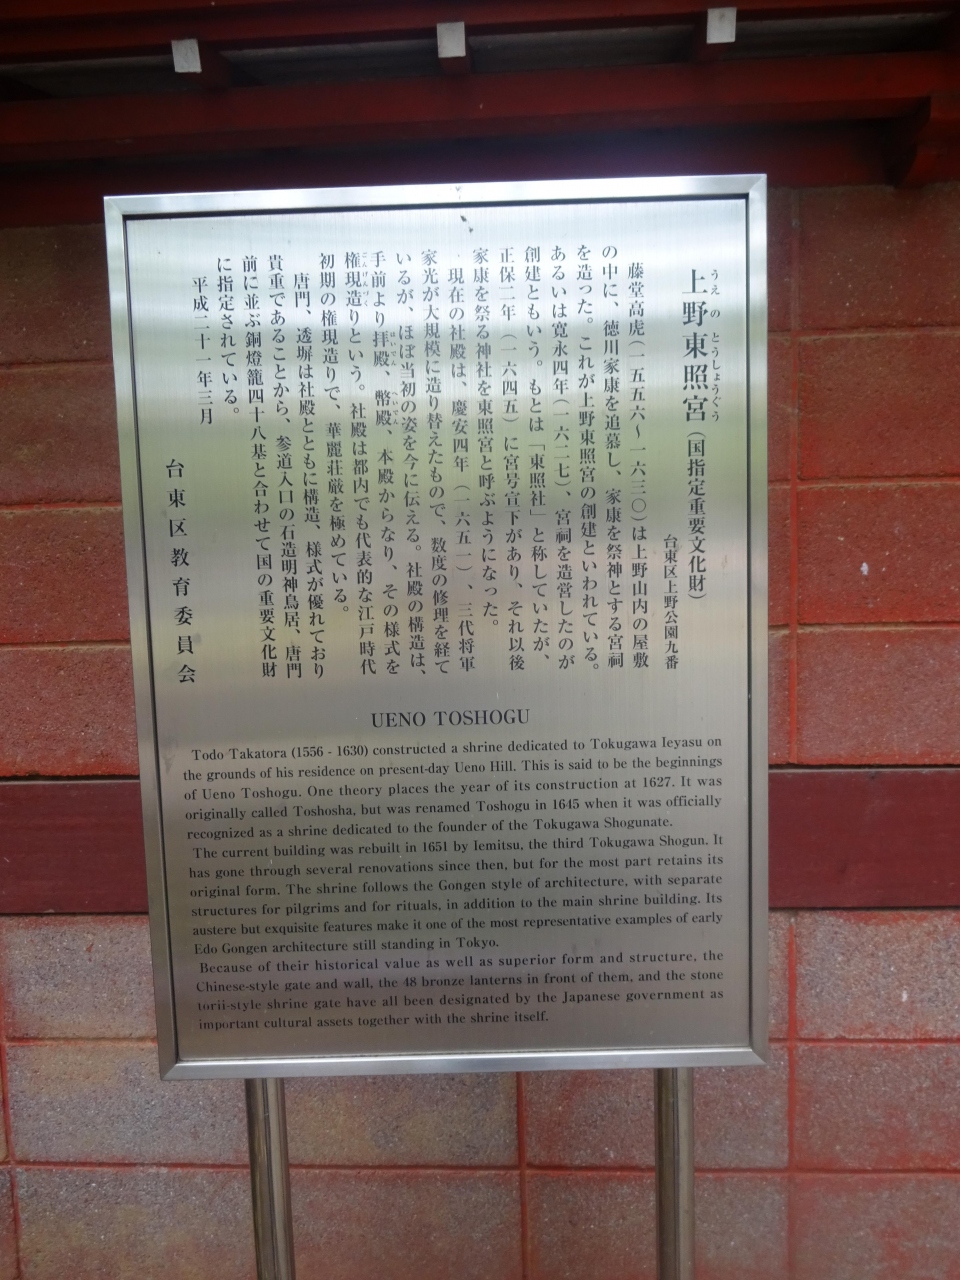 上野東照宮(国指定重要文化財)
うえ の とうしょうぐう
台東区上野公園九番
藤堂高虎(一五五六〜一六三〇)は上野山内の屋敷
の中に、徳川家康を追慕し、家康を祭神とする宮祠
を造った。これが上野東照宮の創建といわれている。
あるいは寛永四年(一六二七)、宮祠を造営したのが
創建ともいう。もとは「東照社」と称していたが、
正保二年(一六四五)に宮号宣下があり、それ以後
家康を祭る神社を東照宮と呼ぶようになった。
現在の社殿は、慶安四年(一六五一)、三代将軍
家光が大規模に造り替えたもので、数度の修理を経て
いるが、ほぼ当初の姿を今に伝える。社殿の構造は、
手前より拝殿、幣殿、本殿からなり、その様式を
はいでん へいでん
権現造りという。社殿は都内でも代表的な江戸時代
ごんげんづくり
初期の権現造りで、華麗荘厳を極めている。
唐門、透塀は社殿とともに構造、様式が優れており
貴重であることから、参道入口の石造明神鳥居、唐門
前に並ぶ銅燈籠四十八基と合わせて国の重要文化財
に指定されている。
平成二十一年三月
台東区教育委員会
UENO TOSHOGU
Todo Takatora (1556 - 1630) constructed a shrine dedicated to Tokugawa Ieyasu on
the grounds of his residence on present-day Ueno Hill. This is said to be the beginnings
of Ueno Toshogu. One theory places the year of its construction at 1627. It was
originally called Toshosha, but was renamed Toshogu in 1645 when it was officially
recognized as a shrine dedicated to the founder of the Tokugawa Shogunate.
The current building was rebuilt in 1651 by Iemitsu, the third Tokugawa Shogun. It
has gone through several renovations since then, but for the most part retains its
original form. The shrine follows the Gongen style of architecture, with separate
structures for pilgrims and for rituals, in addition to the main shrine building. Its
austere but exquisite features make it one of the most representative examples of early
Edo Gongen architecture still standing in Tokyo.
Because of their historical value as well as superior form and structure, the
Chinese-style gate and wall, the 48 bronze lanterns in front of them, and the stone
torii-style shrine gate have all been designated by the Japanese government as
important cultural assets together with the shrine itself.